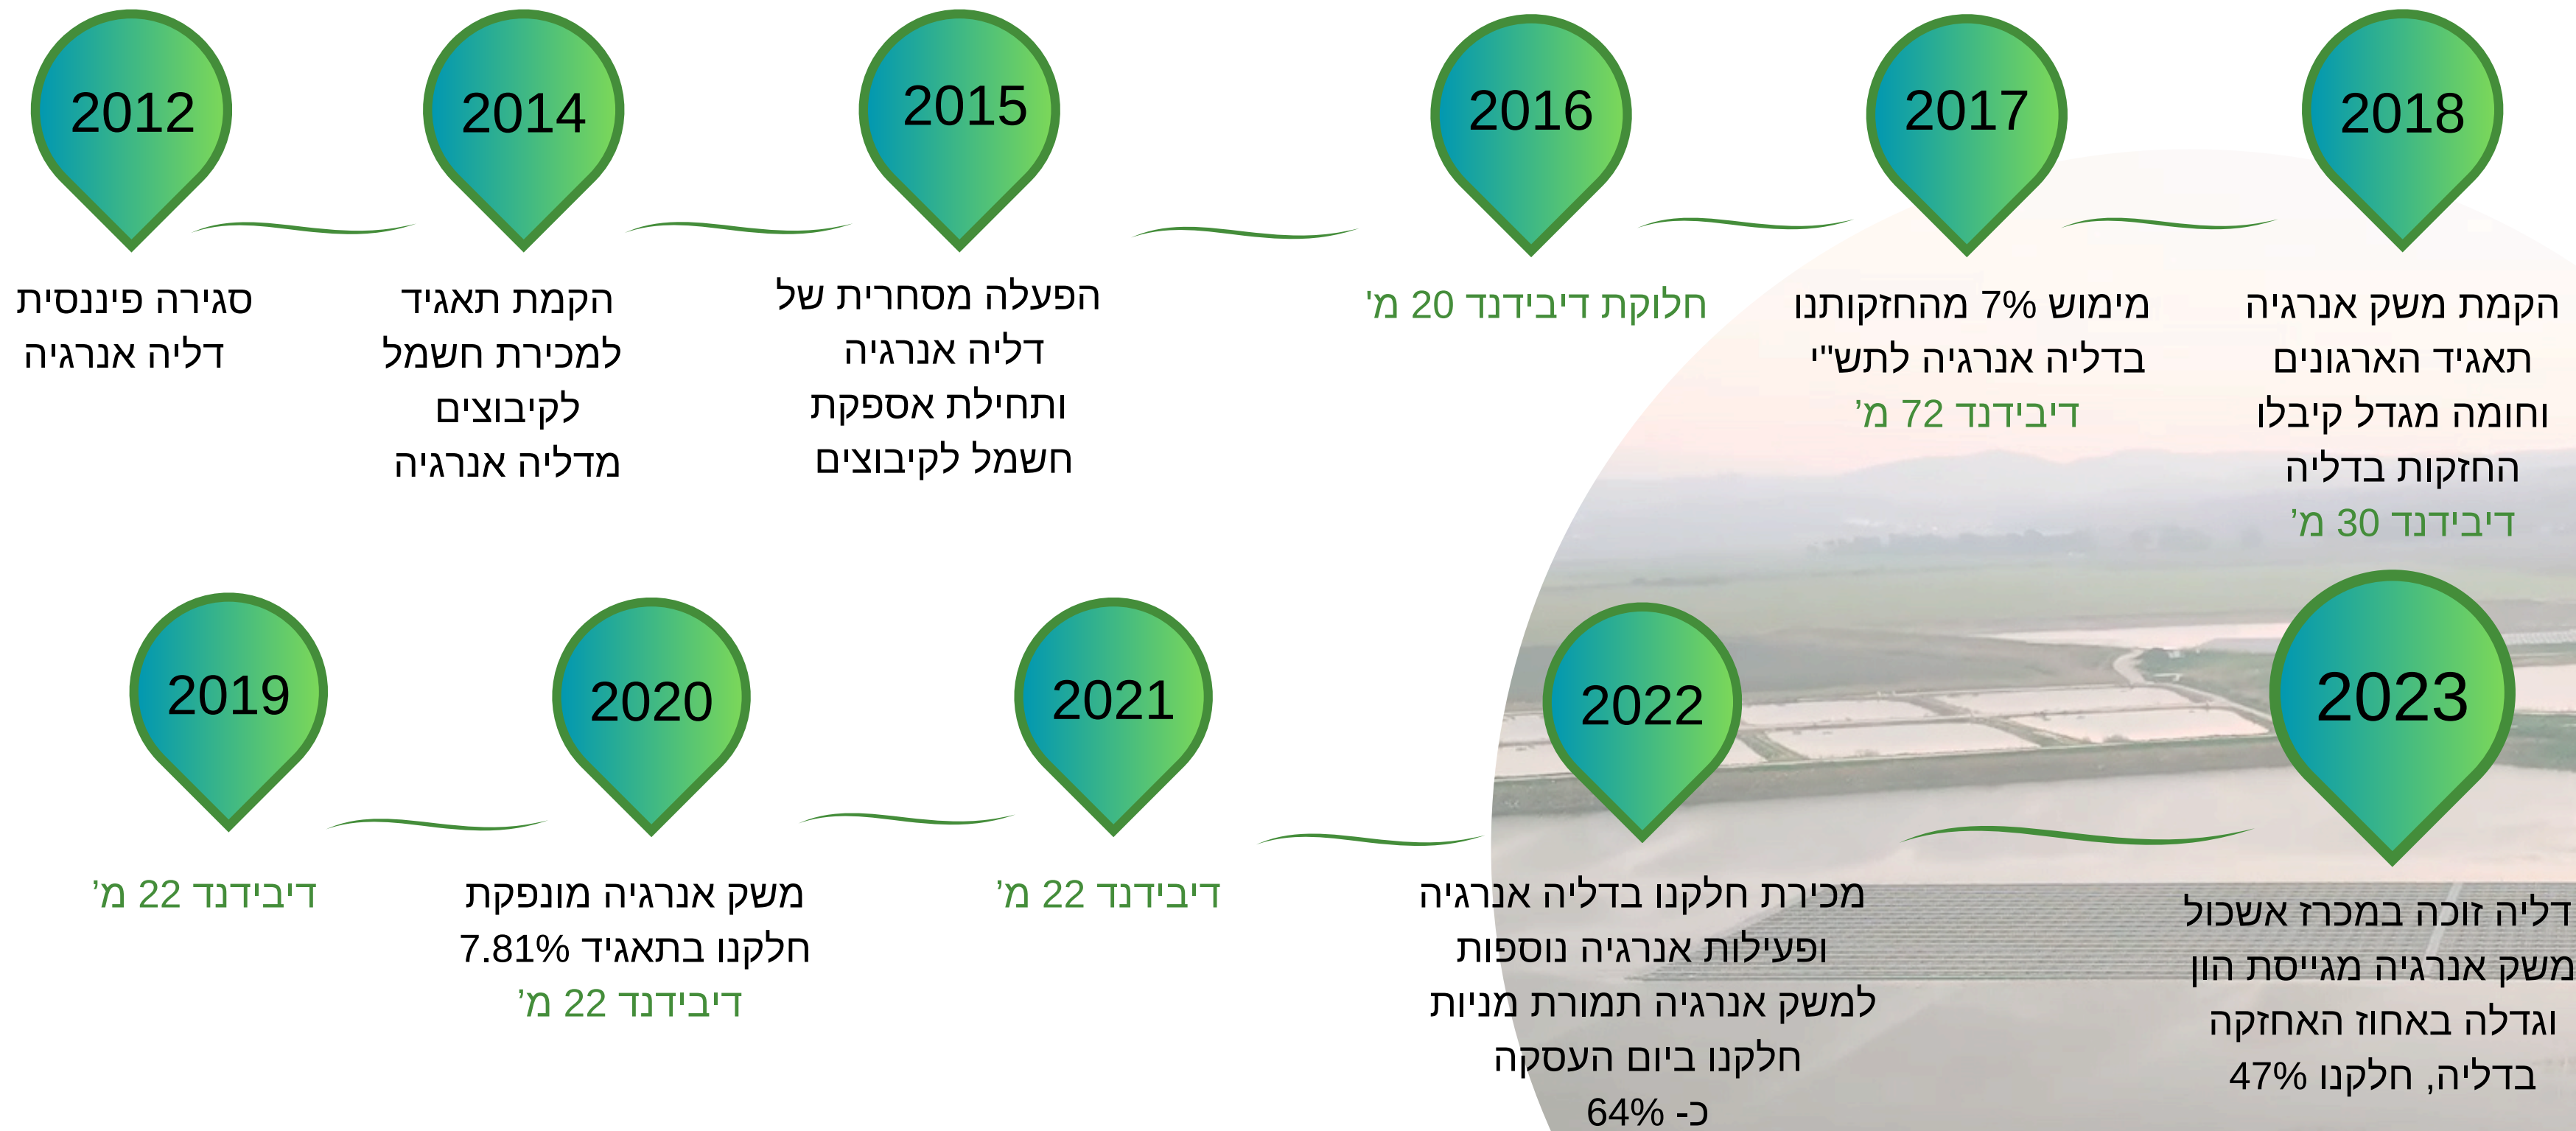 2012
סגירה פיננסית
דליה אנרגיה
2014
הקמת תאגיד
למכירת חשמל
לקיבוצים
מדליה אנרגיה
2015
הפעלה מסחרית של
דליה אנרגיה
ותחילת אספקת
חשמל לקיבוצים
2016
חלוקת דיבידנד 20 מ'
2017
מימוש 7% מהחזקותנו
בדליה אנרגיה לתש"י
דיבידנד 72 מ’
2018
הקמת משק אנרגיה
תאגיד הארגונים
וחומה מגדל קיבלו
החזקות בדליה
דיבידנד 30 מ’
2019
דיבידנד 22 מ’
2020
משק אנרגיה מונפקת
חלקנו בתאגיד 7.81%
דיבידנד 22 מ’
2021
דיבידנד 22 מ’
2022
מכירת חלקנו בדליה אנרגיה
ופעילות אנרגיה נוספות
למשק אנרגיה תמורת מניות
חלקנו ביום העסקה
כ- 64%
2023
דליה זוכה במכרז אשכול
משק אנרגיה מגייסת הון
וגדלה באחוז האחזקה
בדליה, חלקנו 47%